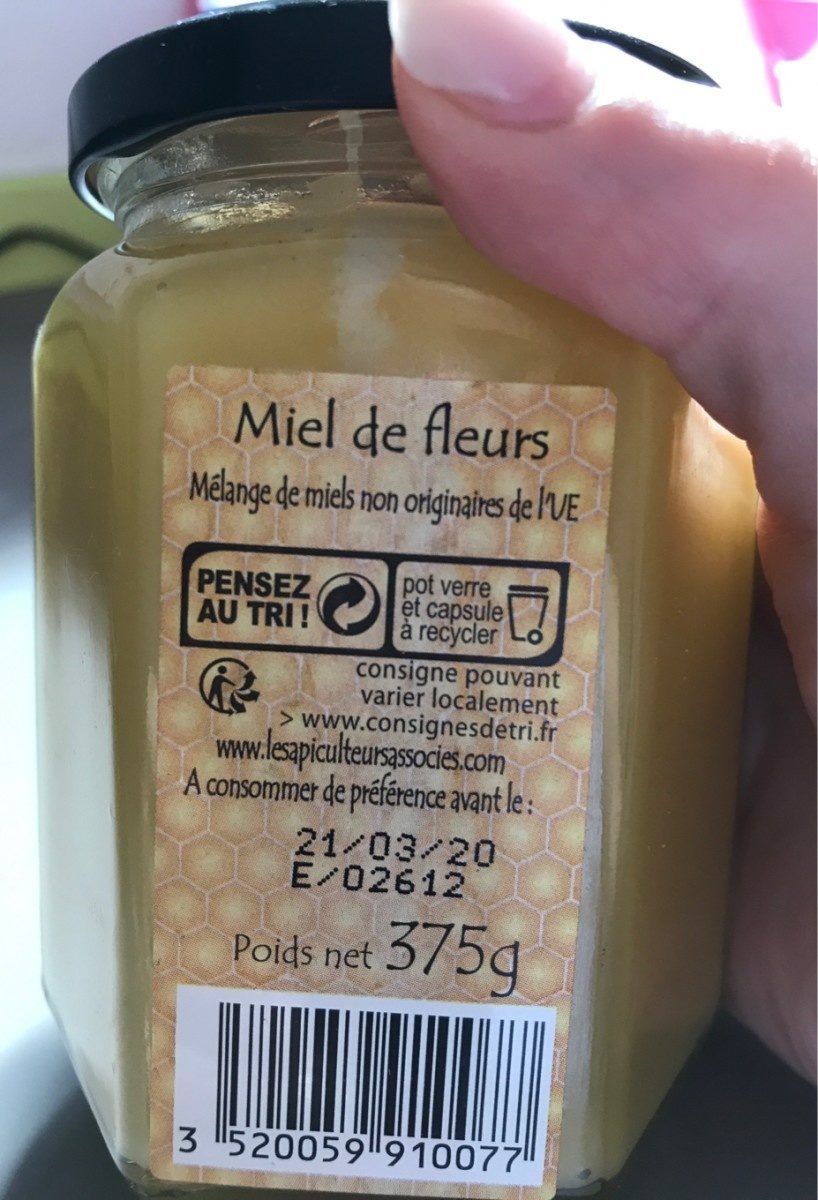 Miel de fleurs
Mélange de miels non originaires de l'UE
PENSEZ
AU TRI !
pot verre
et capsule
à recycler
consigne pouvant
varier localement
> www.consignesdetri.fr
www.lesapiculteursassocies.com
A consommer de préférence avant le :
21/03/20
E/02612
Poids net 375g
3 520059 910077